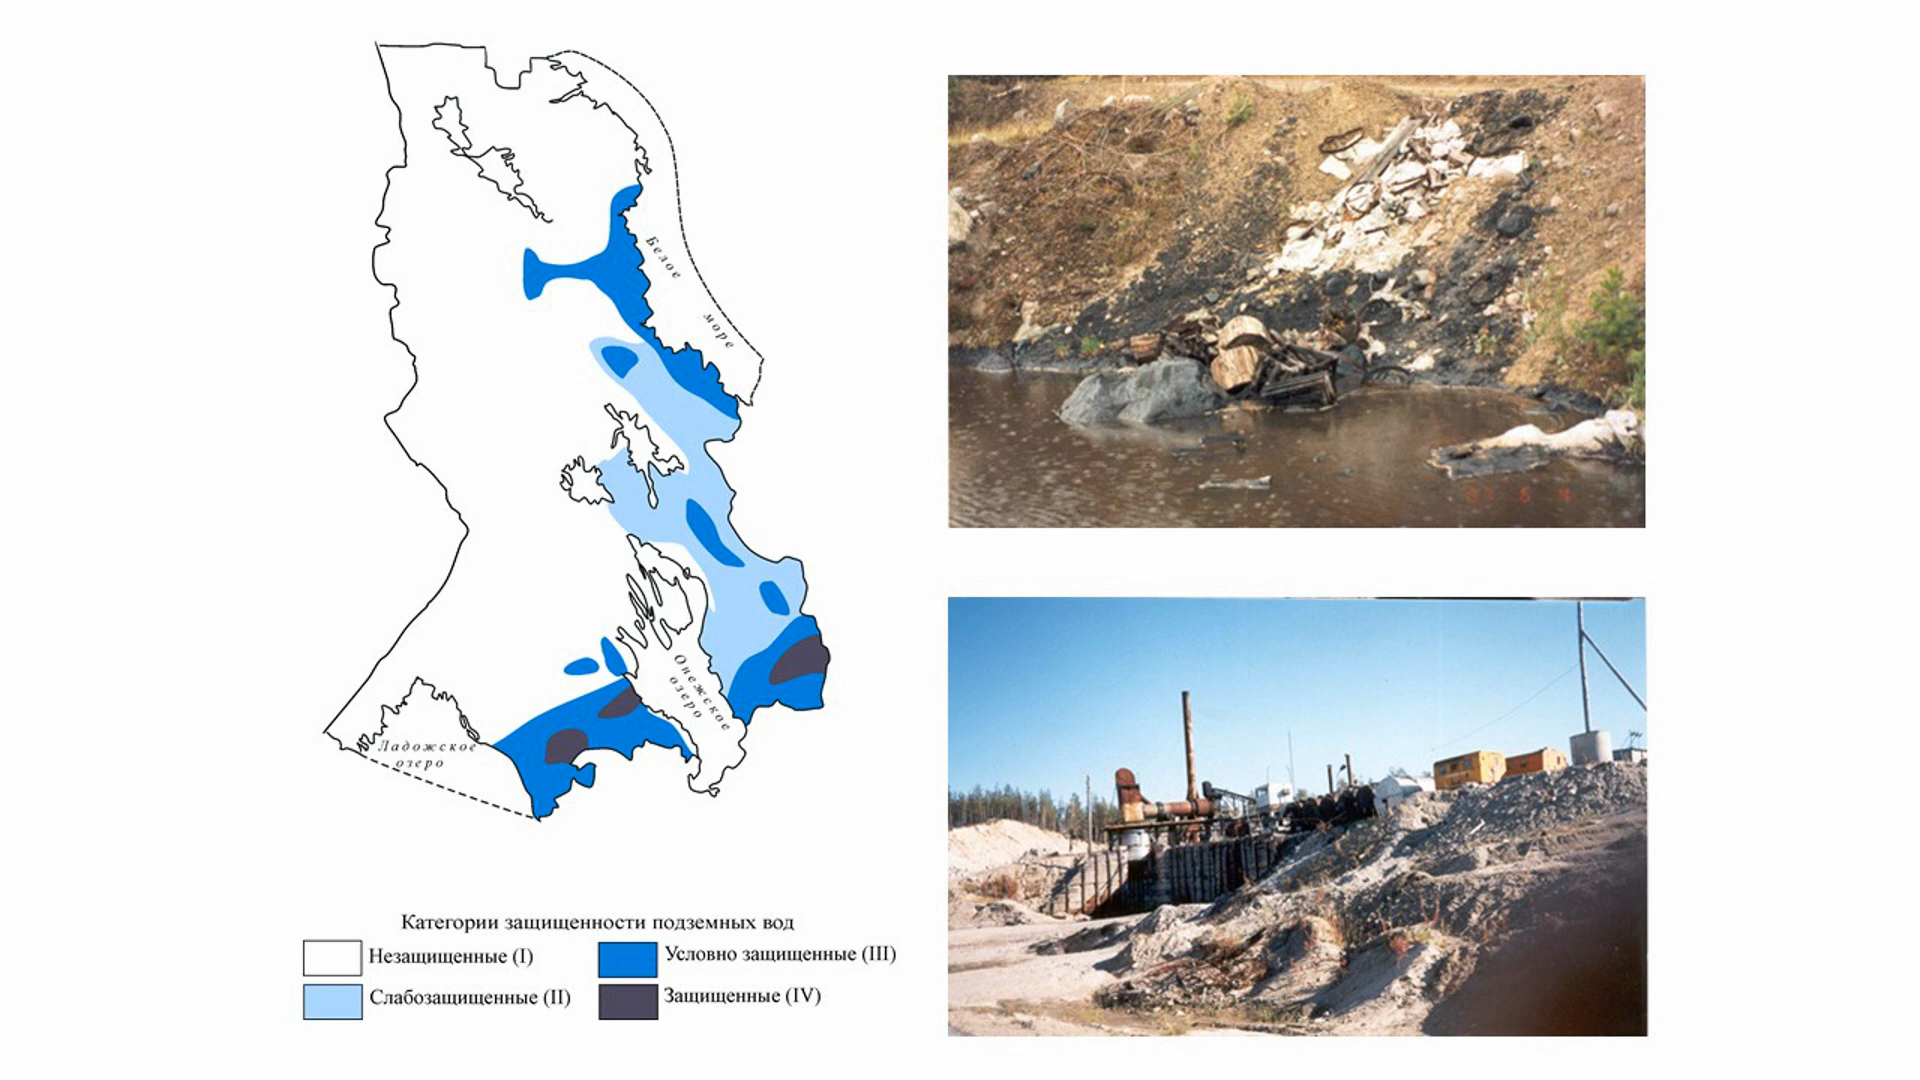 Белое
море
Онежское
озеро
Ладожское
озеро
Категории защищенности подземных вод
Незащищенные (I)
Слабозащищенные (II)
Условно защищенные (III)
Защищенные (IV)